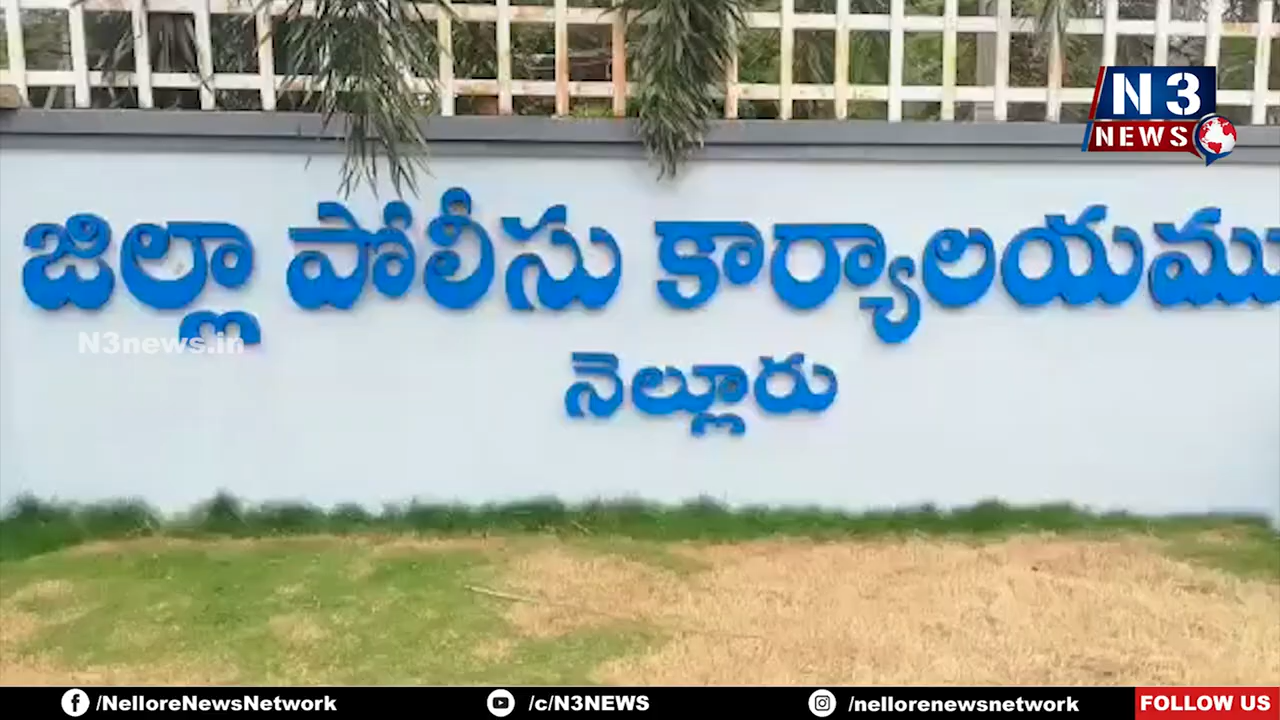 N3
NEWS
జిల్లా పోలీసు కార్యాలయము
N3news.in
నెల్లూరు
/NelloreNewsNetwork
/c/N3NEWS
/nellorenewsnetwork
FOLLOW US